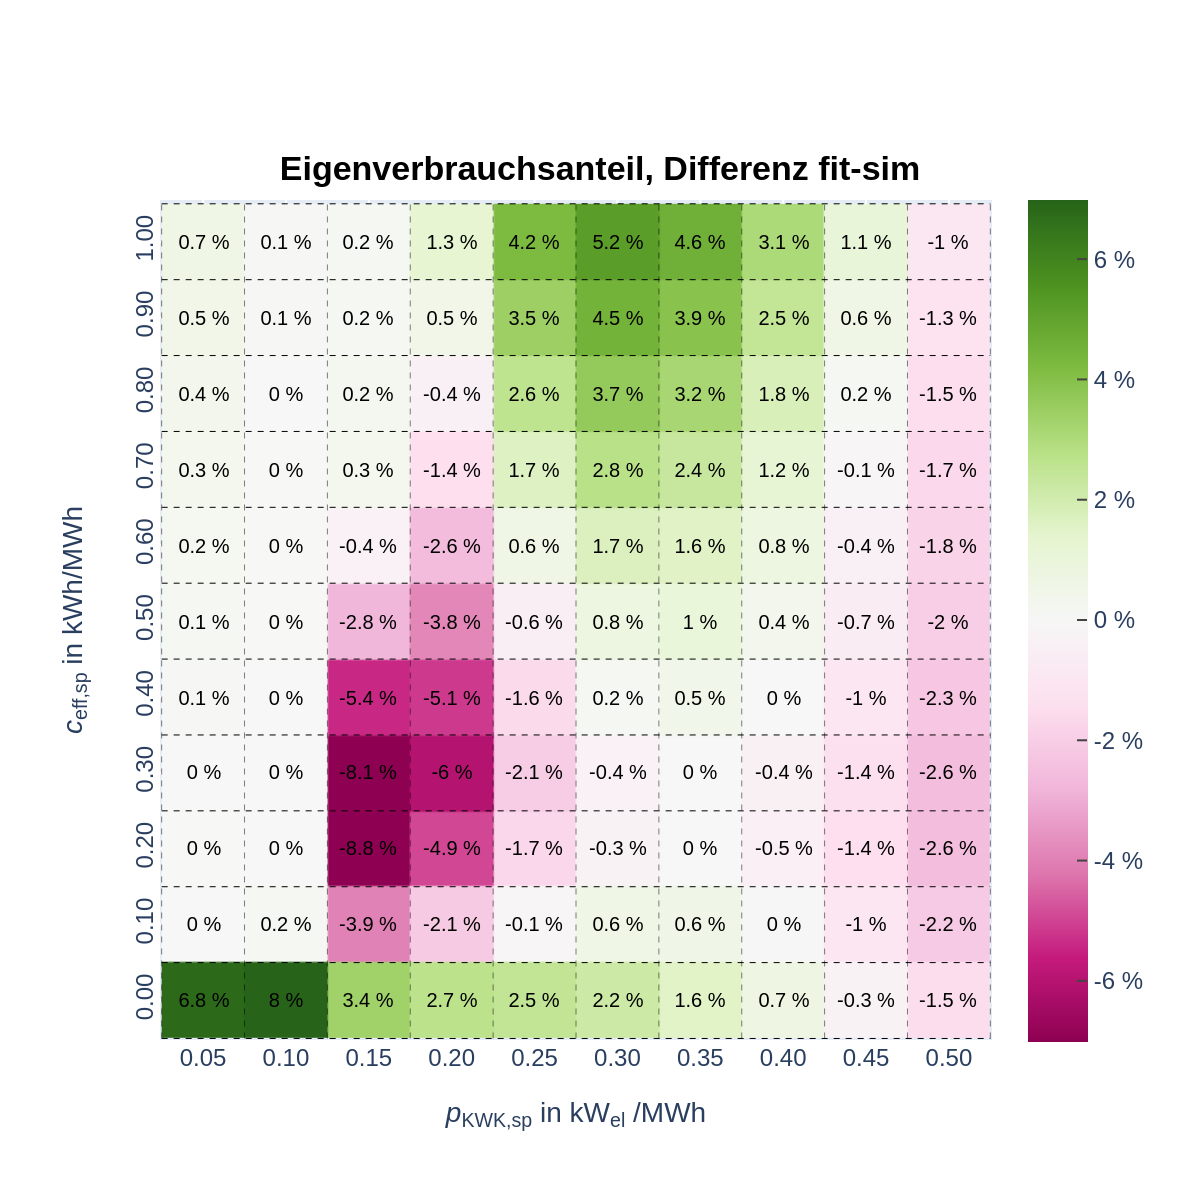 Eigenverbrauchsanteil, Differenz fit-sim
1.00 0.7 % 0.1 % 0.2 % 1.3 % 4.2 % 5.2 % 4.6 % 3.1 % 1.1 % -1 %
0.90 0.5 % 0.1 % 0.2 % 0.5 % 3.5 % 4.5 % 3.9 % 2.5 % 0.6 % -1.3 %
0.80 0.4 % 0 % 0.2 % -0.4 % 2.6 % 3.7 % 3.2 % 1.8 % 0.2 % -1.5 %
0.70 0.3 % 0 % 0.3 % -1.4 % 1.7 % 2.8 % 2.4 % 1.2 % -0.1 % -1.7 %
0.60 0.2 % 0 % -0.4 % -2.6 % 0.6 % 1.7 % 1.6 % 0.8 % -0.4 % -1.8 %
0.50 0.1 % 0 % -2.8 % -3.8 % -0.6 % 0.8 % 1 % 0.4 % -0.7 % -2 %
0.40 0.1 % 0 % -5.4 % -5.1 % -1.6 % 0.2 % 0.5 % 0 % -1 % -2.3 %
0.30 0 % 0 % -8.1 % -6 % -2.1 % -0.4 % 0 % -0.4 % -1.4 % -2.6 %
0.20 0 % 0 % -8.8 % -4.9 % -1.7 % -0.3 % 0 % -0.5 % -1.4 % -2.6 %
0.10 0 % 0.2 % -3.9 % -2.1 % -0.1 % 0.6 % 0.6 % 0 % -1 % -2.2 %
0.00 6.8 % 8 % 3.4 % 2.7 % 2.5 % 2.2 % 1.6 % 0.7 % -0.3 % -1.5 %
0.05 0.10 0.15 0.20 0.25 0.30 0.35 0.40 0.45 0.50
pKWK,sp in kWel /MWh
ceff,sp in kWh/MWh
6 %
4 %
2 %
0 %
-2 %
-4 %
-6 %